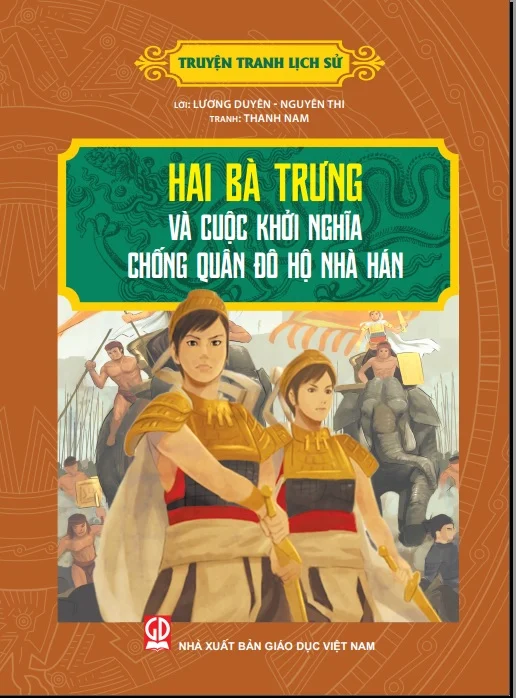 TRUYỆN TRANH LỊCH SỬ
LỜI: LƯƠNG DUYÊN - NGUYÊN THI
TRANH: THANH NAM
HAI BÀ TRƯNG
VÀ CUỘC KHỞI NGHĨA
CHỐNG QUÂN ĐÔ HỘ NHÀ HÁN
GD
NHÀ XUẤT BẢN GIÁO DỤC VIỆT NAM